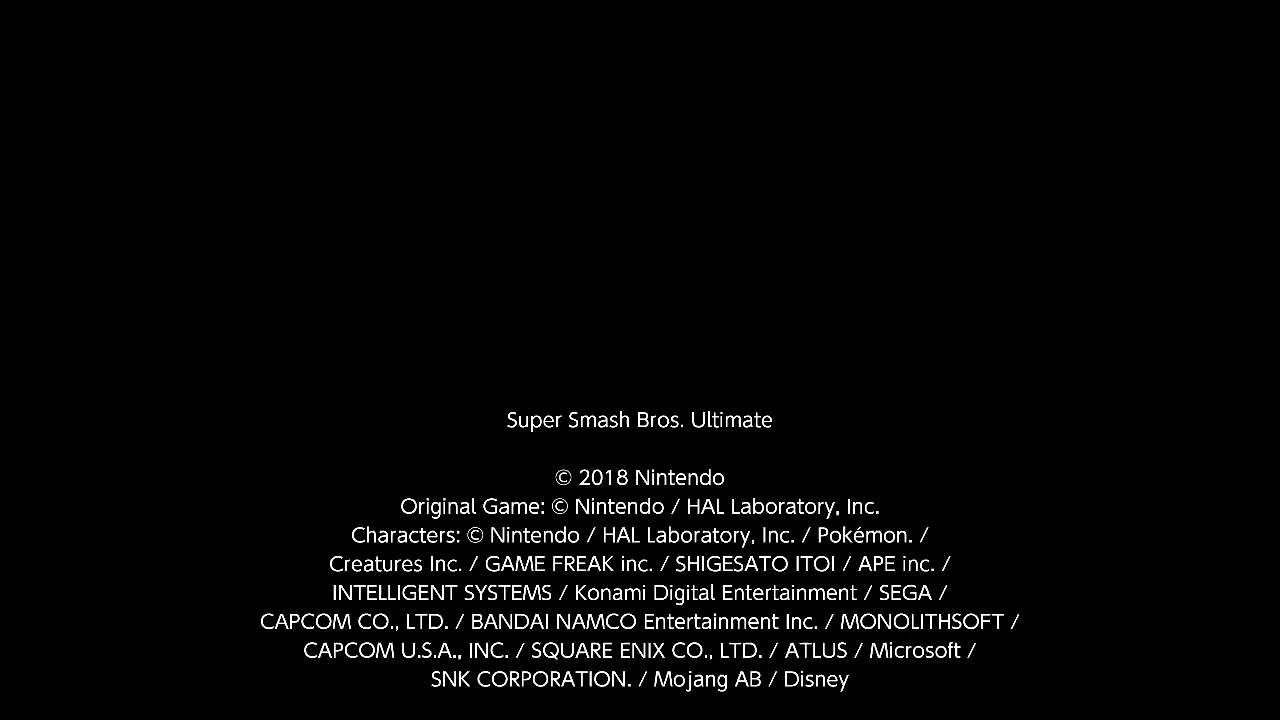 Super Smash Bros. Ultimate
© 2018 Nintendo
Original Game: © Nintendo / HAL Laboratory, Inc.
Characters: © Nintendo / HAL Laboratory, Inc. / Pokémon. /
Creatures Inc. / GAME FREAK inc. / SHIGESATO ITOI / APE inc. /
INTELLIGENT SYSTEMS / Konami Digital Entertainment / SEGA /
CAPCOM CO., LTD. / BANDAI NAMCO Entertainment Inc. / MONOLITHSOFT /
CAPCOM U.S.A., INC. / SQUARE ENIX CO., LTD. / ATLUS / Microsoft /
SNK CORPORATION. / Mojang AB / Disney